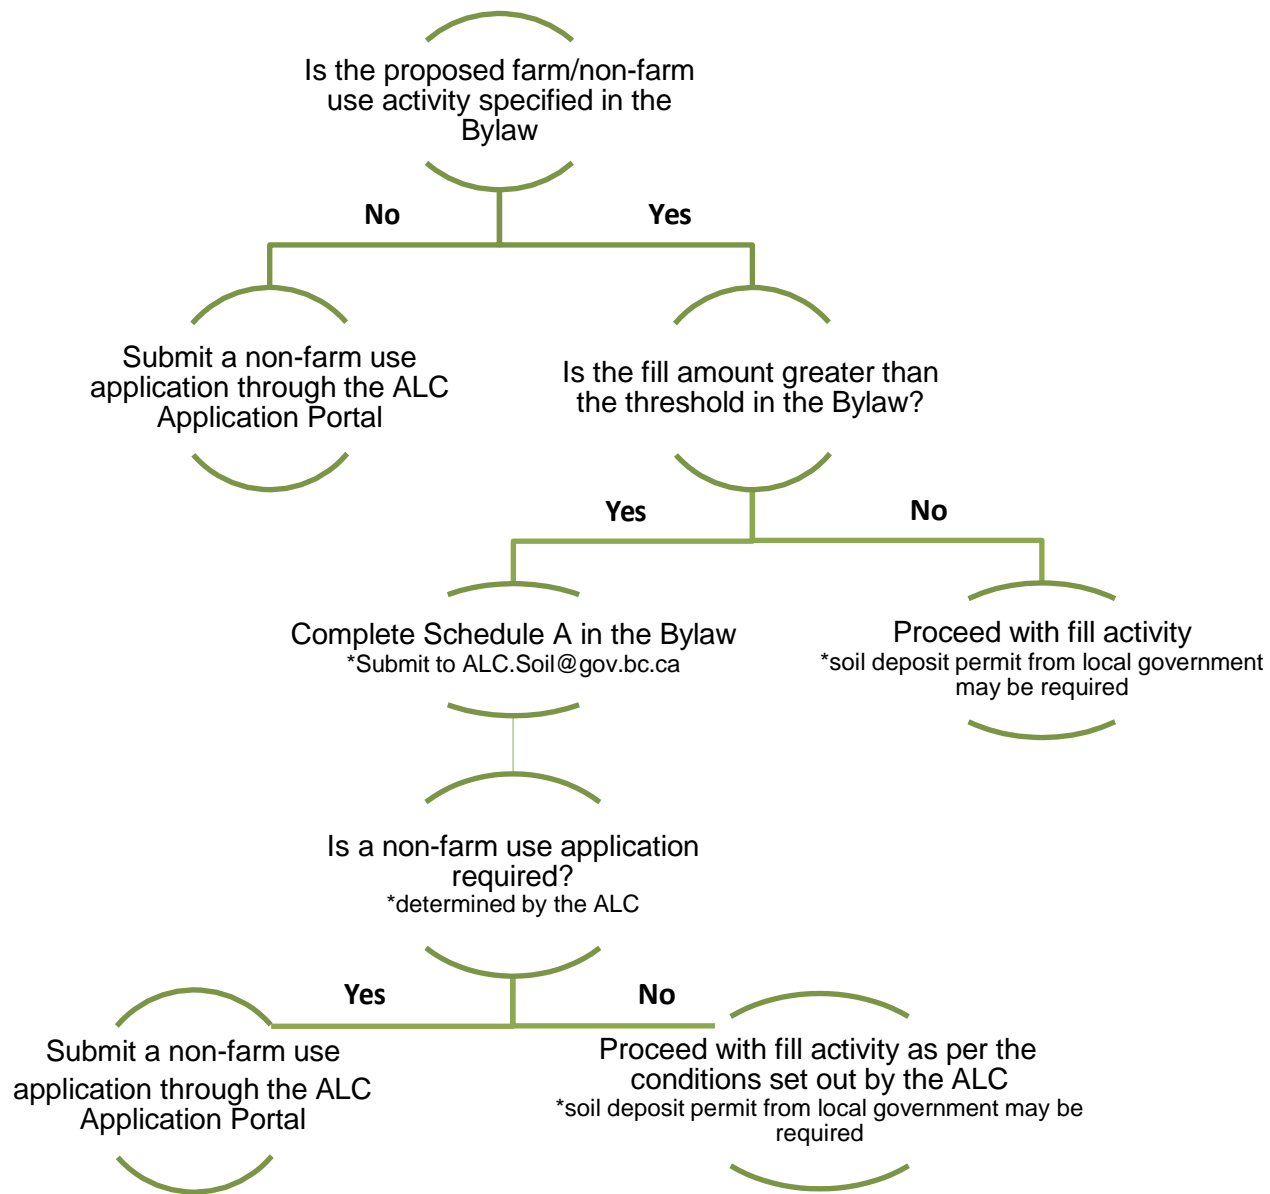 Is the proposed farm/non-farm
use activity specified in the
Bylaw
No
Yes
Submit a non-farm use
application through the ALC
Application Portal
Is the fill amount greater than
the threshold in the Bylaw?
Yes
No
Complete Schedule A in the Bylaw
*Submit to ALC.Soil@gov.bc.ca
Proceed with fill activity
*soil deposit permit from local government
may be required
Is a non-farm use application
required?
*determined by the ALC
Yes
No
Submit a non-farm use
application through the ALC
Application Portal
Proceed with fill activity as per the
conditions set out by the ALC
*soil deposit permit from local government may be
required